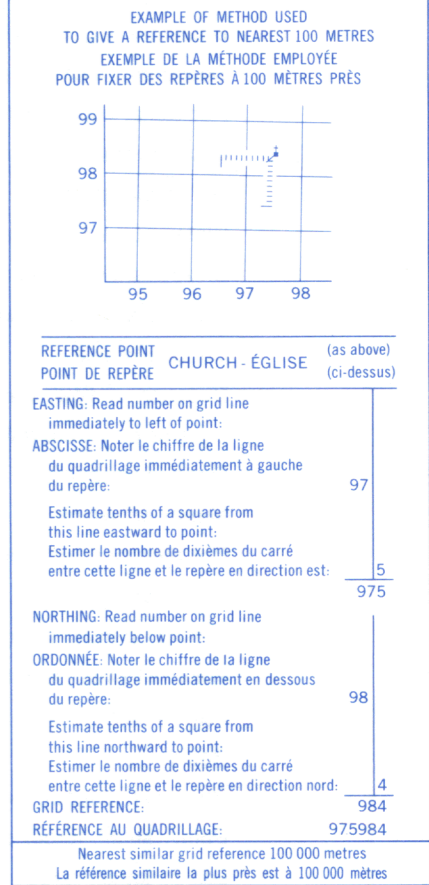 EXAMPLE OF METHOD USED
TO GIVE A REFERENCE TO NEAREST 100 METRES
EXEMPLE DE LA MÉTHODE EMPLOYÉE
POUR FIXER DES REPÈRES À 100 MÈTRES PRÈS
99
98
97
95 96 97 98
REFERENCE POINT
POINT DE REPÈRE
CHURCH - ÉGLISE
(as above)
(ci-dessus)
EASTING: Read number on grid line
immediately to left of point:
ABSCISSE: Noter le chiffre de la ligne
du quadrillage immédiatement à gauche
du repère: 97
Estimate tenths of a square from
this line eastward to point:
Estimer le nombre de dixièmes du carré
entre cette ligne et le repère en direction est: 5
975
NORTHING: Read number on grid line
immediately below point:
ORDONNÉE: Noter le chiffre de la ligne
du quadrillage immédiatement en dessous
du repère: 98
Estimate tenths of a square from
this line northward to point:
Estimer le nombre de dixièmes du carré
entre cette ligne et le repère en direction nord: 4
GRID REFERENCE: 984
RÉFÉRENCE AU QUADRILLAGE: 975984
Nearest similar grid reference 100 000 metres
La référence similaire la plus près est à 100 000 mètres